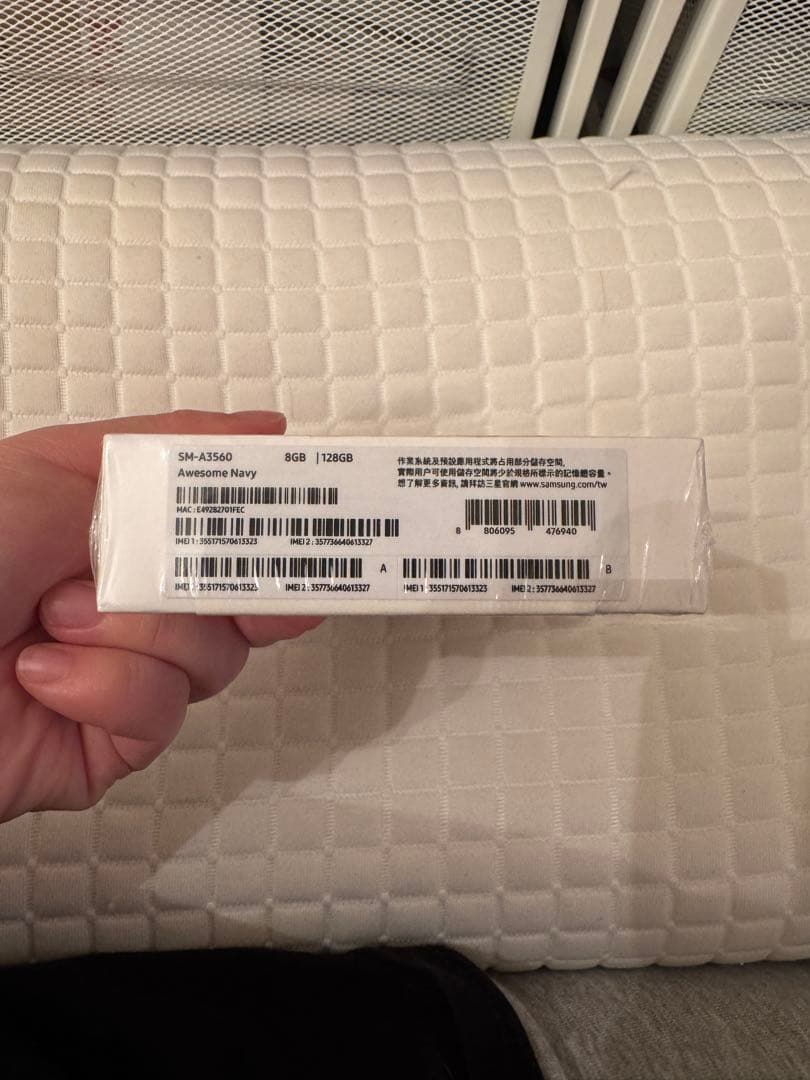 SM-A3560 8GB | 128GB
Awesome Navy
MAC : E49282701FEC
IMEI 1 : 355171570613323 IMEI 2 : 357736640613327
作業系統及預設應用程式將占用部分儲存空間,
實際用戶可使用儲存空間將少於規格所標示的記憶體容量。
想了解更多資訊, 請拜訪三星官網 www.samsung.com/tw
8 806095 476940
IMEI 1 : 355171570613323 IMEI 2 : 357736640613327 A
IMEI 1 : 355171570613323 IMEI 2 : 357736640613327 B